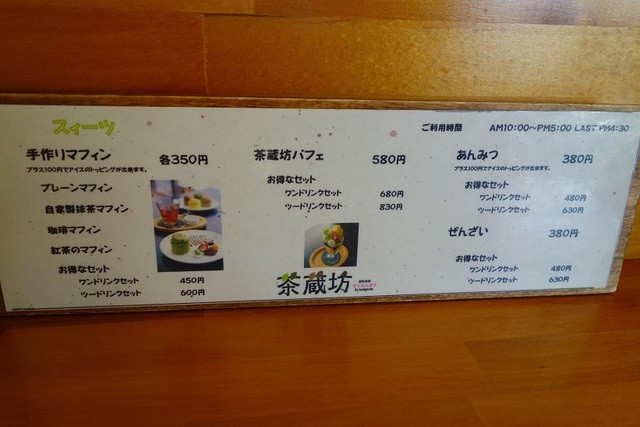 スィーツ
ご利用時間 AM10:00～PM5:00 LAST PM4:30
手作りマフィン 各350円
プラス100円でアイスのトッピングが出来ます。
プレーンマフィン
自家製抹茶マフィン
珈琲マフィン
紅茶のマフィン
お得なセット
ワンドリンクセット 450円
ツードリンクセット 600円
茶蔵坊パフェ 580円
お得なセット
ワンドリンクセット 680円
ツードリンクセット 830円
茶蔵坊
あんみつ 380円
プラス100円でアイスのトッピングが出来ます。
お得なセット
ワンドリンクセット 480円
ツードリンクセット 630円
ぜんざい 380円
お得なセット
ワンドリンクセット 480円
ツードリンクセット 630円